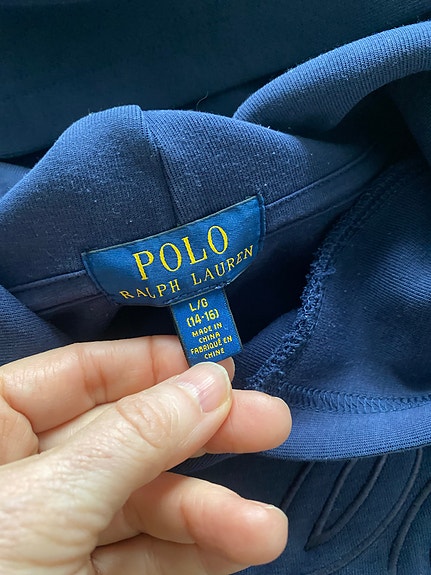 POLO
RALPH LAUREN
L/G
(14-16)
MADE IN
CHINA
FABRIQUÉ EN
CHINE